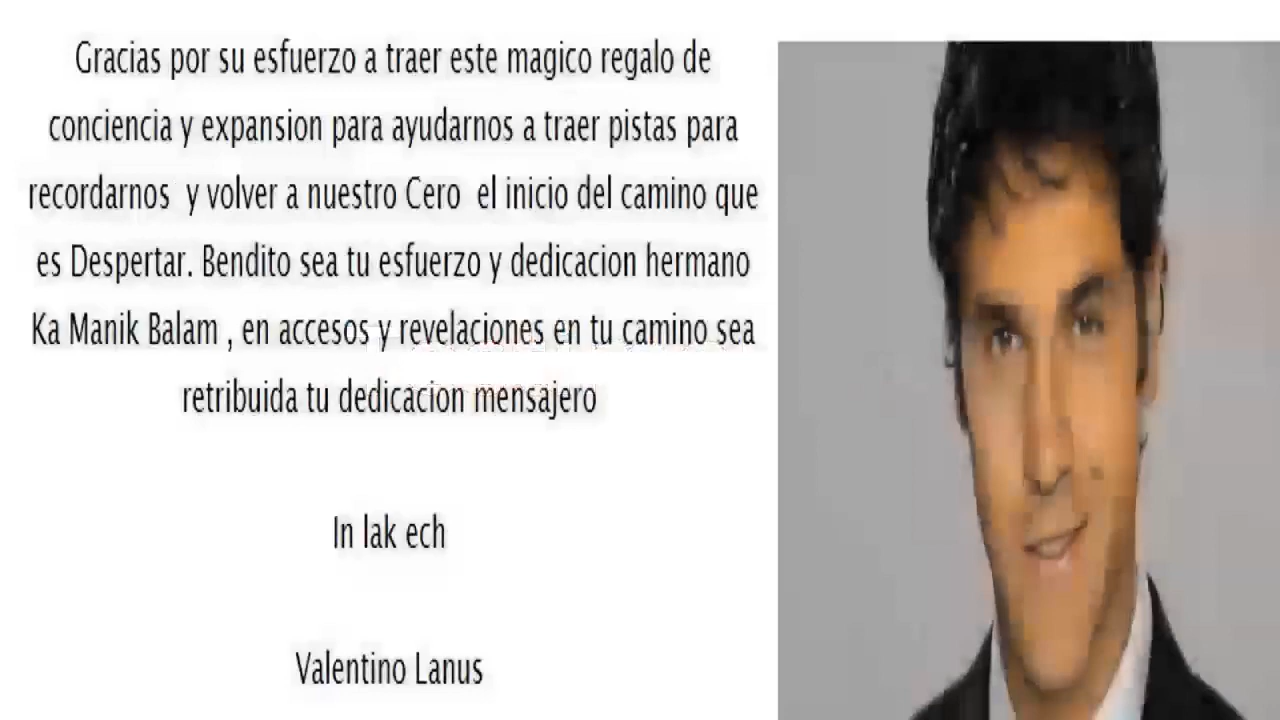 Gracias por su esfuerzo a traer este magico regalo de
conciencia y expansion para ayudarnos a traer pistas para
recordarnos y volver a nuestro Cero el inicio del camino que
es Despertar. Bendito sea tu esfuerzo y dedicacion hermano
Ka Manik Balam , en accesos y revelaciones en tu camino sea
retribuida tu dedicacion mensajero
In lak ech
Valentino Lanus